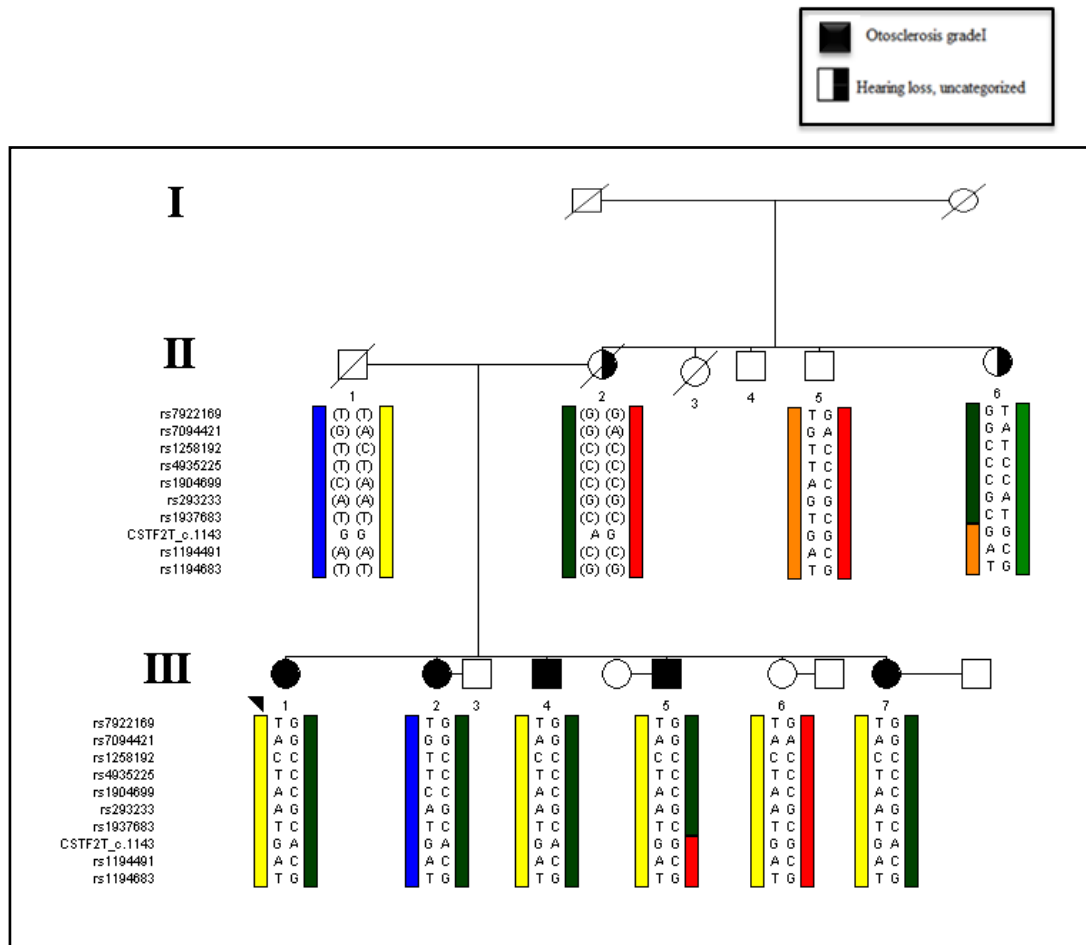 Otosclerosis gradeI
Hearing loss, uncategorized
I
II
1 2 3 4 5 6
rs7922169 (T) (T) (G) (G) T G G T
rs7094421 (G) (A) (G) (A) G A G A
rs1258192 (T) (C) (C) (C) T C C T
rs4935225 (T) (T) (C) (C) T C C C
rs1904699 (C) (A) (C) (C) A C C C
rs293233 (A) (A) (G) (G) G G G A
rs1937683 (T) (T) (C) (C) T C C T
CSTF2T_c.1143 G G A G G G G G
rs1194491 (A) (A) (C) (C) A C A C
rs1194683 (T) (T) (G) (G) T G T G
III
1 2 3 4 5 6 7
rs7922169 T G T G T G T G T G T G
rs7094421 A G G G A G A G A A A G
rs1258192 C C T C C C C C C C C C
rs4935225 T C T C T C T C T C T C
rs1904699 A C C C A C A C A C A C
rs293233 A G A G A G A G A G A G
rs1937683 T C T C T C T C T C T C
CSTF2T_c.1143 G A G A G A G G G G G A
rs1194491 A C A C A C A C A C A C
rs1194683 T G T G T G T G T G T G